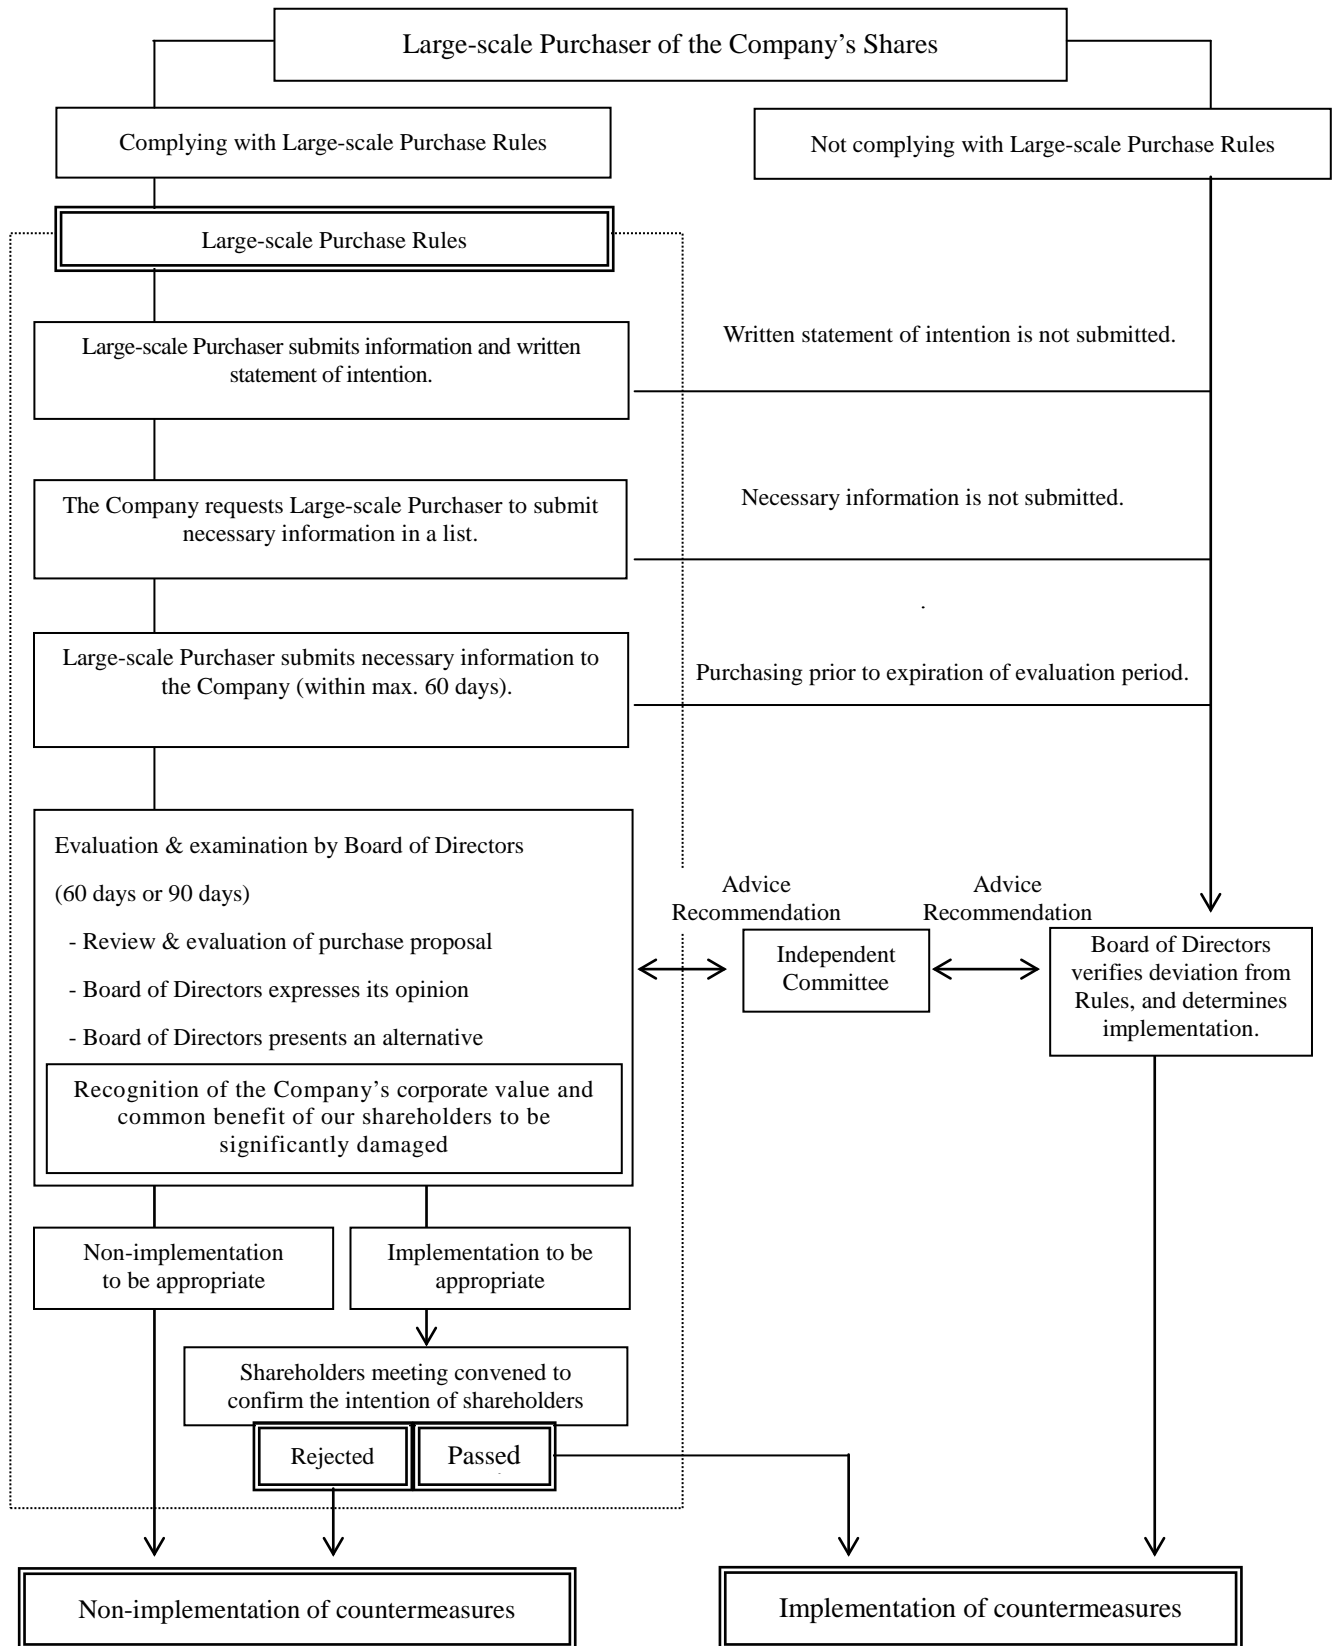 Large-scale Purchaser of the Company’s Shares
Complying with Large-scale Purchase Rules
Not complying with Large-scale Purchase Rules
Large-scale Purchase Rules
Large-scale Purchaser submits information and written
statement of intention.
Written statement of intention is not submitted.
The Company requests Large-scale Purchaser to submit
necessary information in a list.
Necessary information is not submitted.
Large-scale Purchaser submits necessary information to
the Company (within max. 60 days).
Purchasing prior to expiration of evaluation period.
Evaluation & examination by Board of Directors
(60 days or 90 days)
- Review & evaluation of purchase proposal
- Board of Directors expresses its opinion
- Board of Directors presents an alternative
Recognition of the Company’s corporate value and
common benefit of our shareholders to be
significantly damaged
Advice
Recommendation
Independent
Committee
Advice
Recommendation
Board of Directors
verifies deviation from
Rules, and determines
implementation.
Non-implementation
to be appropriate
Implementation to be
appropriate
Shareholders meeting convened to
confirm the intention of shareholders
Rejected
Passed
Non-implementation of countermeasures
Implementation of countermeasures